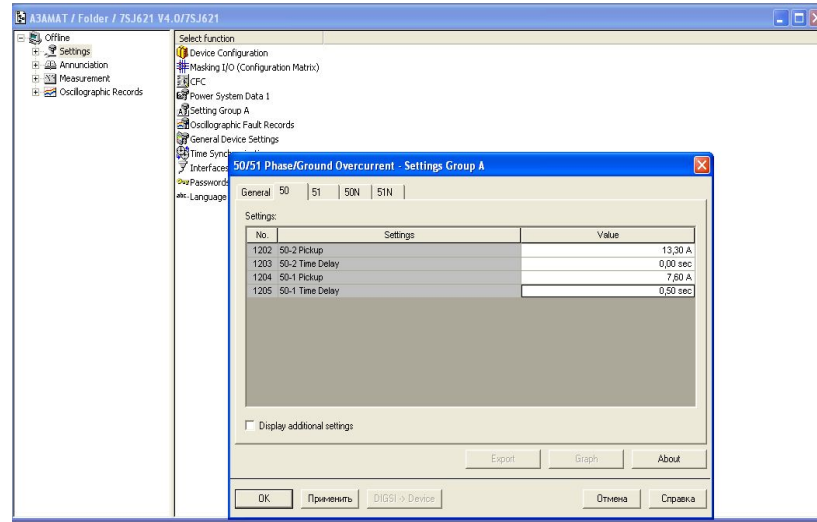 АЗАМАТ / Folder / 7SJ621 V4.0/7SJ621
Offline
Settings
Annunciation
Measurement
Oscillographic Records
Select function
Device Configuration
Masking I/O (Configuration Matrix)
CFC
Power System Data 1
Setting Group A
Oscillographic Fault Records
General Device Settings
Time Sync
Interfaces
Passwords
Language
50/51 Phase/Ground Overcurrent - Settings Group A
General 50 51 50N 51N
Settings:
No. Settings Value
1202 50-2 Pickup 13,30 A
1203 50-2 Time Delay 0,00 sec
1204 50-1 Pickup 7,60 A
1205 50-1 Time Delay 0,50 sec
Display additional settings
Export Graph About
OK Применить DIGSI -> Device Отмена Справка